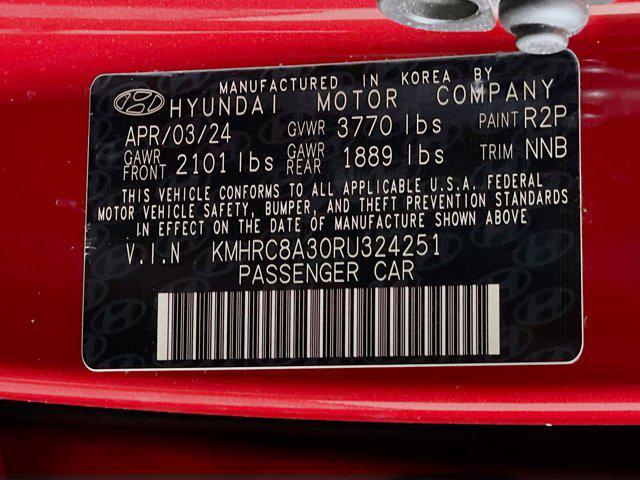 MANUFACTURED IN KOREA BY
HYUNDAI MOTOR COMPANY
APR/03/24 GVWR 3770 lbs PAINT R2P
GAWR FRONT 2101 lbs GAWR REAR 1889 lbs TRIM NNB
THIS VEHICLE CONFORMS TO ALL APPLICABLE U.S.A. FEDERAL
MOTOR VEHICLE SAFETY, BUMPER, AND THEFT PREVENTION STANDARDS
IN EFFECT ON THE DATE OF MANUFACTURE SHOWN ABOVE
V.I.N KMHRC8A30RU324251
PASSENGER CAR